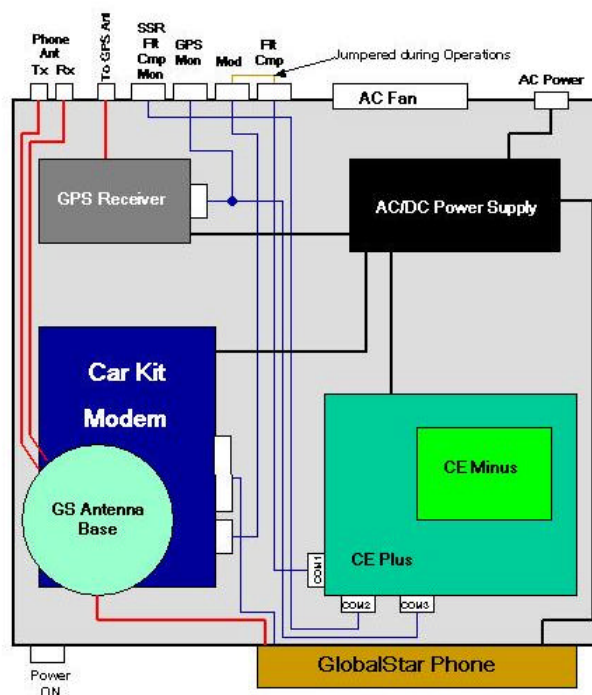 Phone
Ant
Tx Rx
To GPS Ant
SSR
Flt
Cmp
Mon
GPS
Mon
Mod
Flt
Cmp
Jumpered during Operations
AC Fan
AC Power
GPS Receiver
AC/DC Power Supply
Car Kit
Modem
GS Antenna
Base
CE Minus
CE Plus
COM1
COM2
COM3
GlobalStar Phone
Power
ON